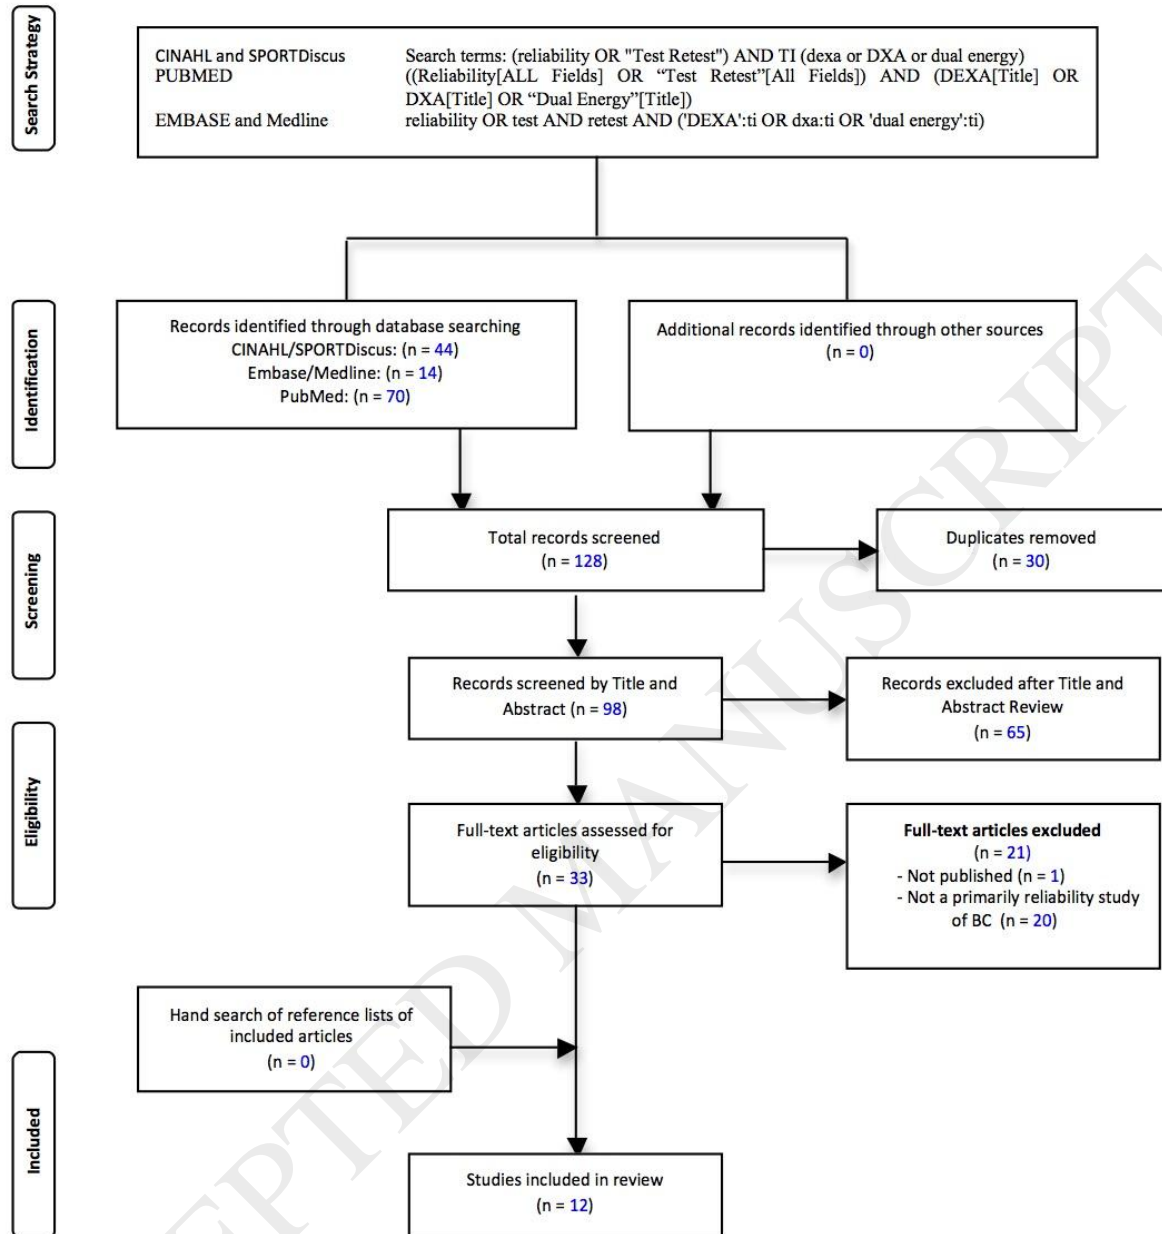 Search Strategy
CINAHL and SPORTDiscus Search terms: (reliability OR "Test Retest") AND TI (dexa or DXA or dual energy)
PUBMED ((Reliability[ALL Fields] OR “Test Retest”[All Fields]) AND (DEXA[Title] OR
DXA[Title] OR “Dual Energy”[Title])
EMBASE and Medline reliability OR test AND retest AND ('DEXA':ti OR dxa:ti OR 'dual energy':ti)
Identification
Records identified through database searching
CINAHL/SPORTDiscus: (n = 44)
Embase/Medline: (n = 14)
PubMed: (n = 70)
Additional records identified through other sources
(n = 0)
Screening
Total records screened
(n = 128)
Duplicates removed
(n = 30)
Records screened by Title and
Abstract (n = 98)
Records excluded after Title and
Abstract Review
(n = 65)
Eligibility
Full-text articles assessed for
eligibility
(n = 33)
Full-text articles excluded
(n = 21)
- Not published (n = 1)
- Not a primarily reliability study
of BC (n = 20)
Hand search of reference lists of
included articles
(n = 0)
Included
Studies included in review
(n = 12)
EPTED MANUSCRIPT